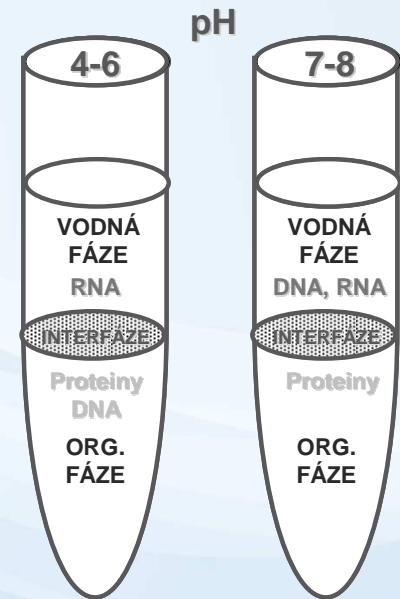 pH
4-6
VODNÁ
FÁZE
RNA
INTERFÁZE
Proteiny
DNA
ORG.
FÁZE
7-8
VODNÁ
FÁZE
DNA, RNA
INTERFÁZE
Proteiny
ORG.
FÁZE